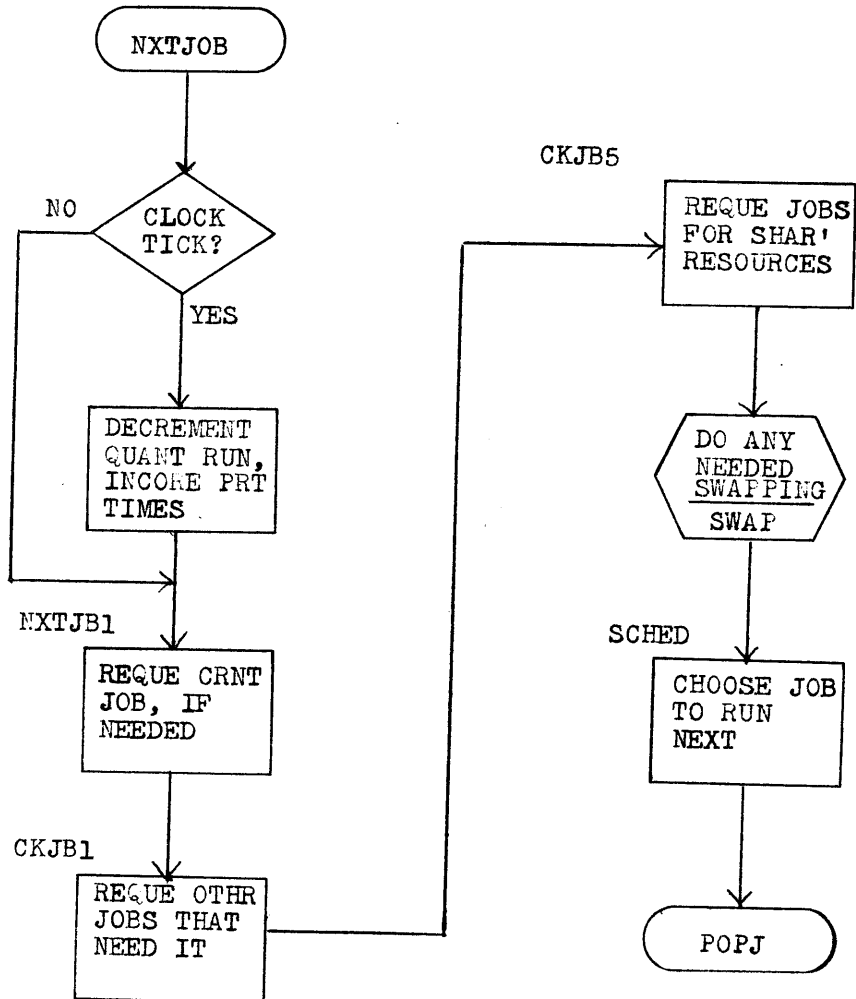 NXTJOB
CLOCK
TICK?
NO
YES
DECREMENT
QUANT RUN,
INCORE PRT
TIMES
NXTJB1
REQUE CRNT
JOB, IF
NEEDED
CKJB1
REQUE OTHR
JOBS THAT
NEED IT
CKJB5
REQUE JOBS
FOR SHAR'
RESOURCES
DO ANY
NEEDED
SWAPPING
SWAP
SCHED
CHOOSE JOB
TO RUN
NEXT
POPJ